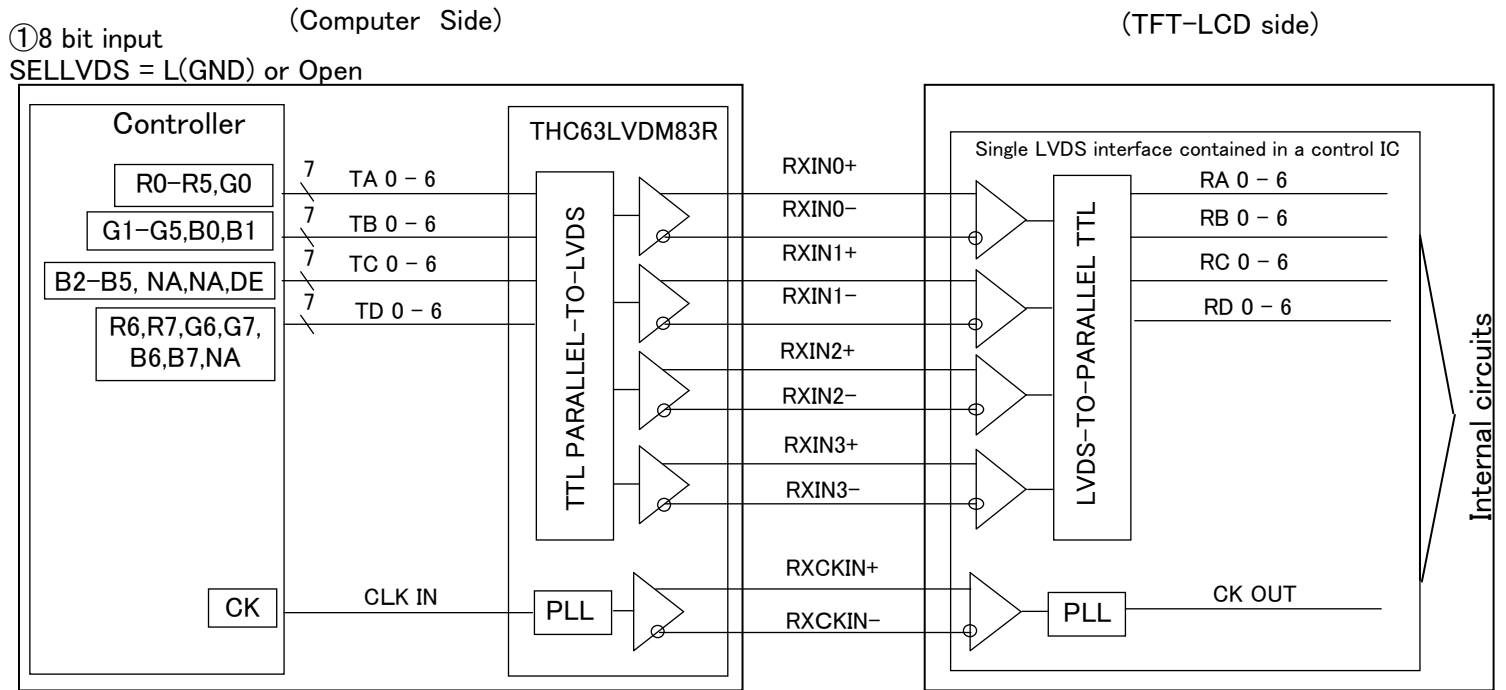 (Computer Side)
(TFT-LCD side)
①8 bit input
SELLVDS = L(GND) or Open
Controller
THC63LVDM83R
Single LVDS interface contained in a control IC
R0-R5,G0
7
TA 0 - 6
RXIN0+
RA 0 - 6
G1-G5,B0,B1
7
TB 0 - 6
RXIN0-
RB 0 - 6
B2-B5, NA,NA,DE
7
TC 0 - 6
RXIN1+
RC 0 - 6
R6,R7,G6,G7,
B6,B7,NA
7
TD 0 - 6
RXIN1-
RD 0 - 6
TTL PARALLEL-TO-LVDS
RXIN2+
RXIN2-
RXIN3+
RXIN3-
LVDS-TO-PARALLEL TTL
Internal circuits
CK
CLK IN
PLL
RXCKIN+
RXCKIN-
PLL
CK OUT